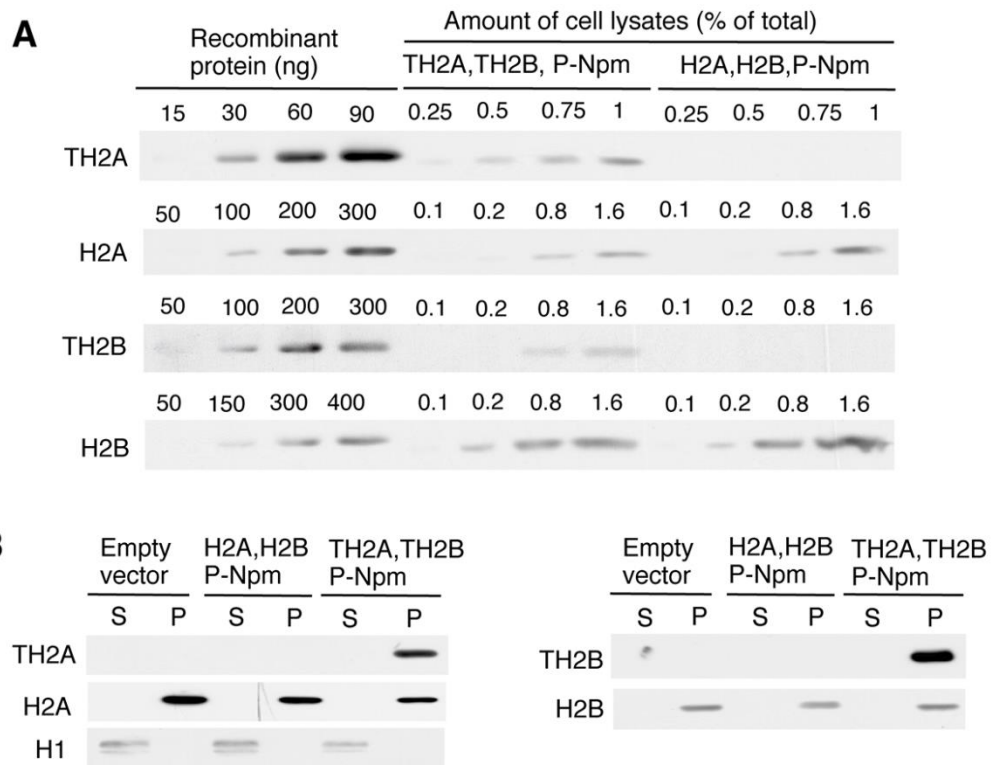 A
Amount of cell lysates (% of total)
Recombinant
protein (ng)
TH2A,TH2B, P-Npm H2A,H2B,P-Npm
15 30 60 90 0.25 0.5 0.75 1 0.25 0.5 0.75 1
TH2A
50 100 200 300 0.1 0.2 0.8 1.6 0.1 0.2 0.8 1.6
H2A
50 100 200 300 0.1 0.2 0.8 1.6 0.1 0.2 0.8 1.6
TH2B
50 150 300 400 0.1 0.2 0.8 1.6 0.1 0.2 0.8 1.6
H2B
Empty
vector
H2A,H2B
P-Npm
TH2A,TH2B
P-Npm
S P S P S P
TH2A
H2A
H1
Empty
vector
H2A,H2B
P-Npm
TH2A,TH2B
P-Npm
S P S P S P
TH2B
H2B